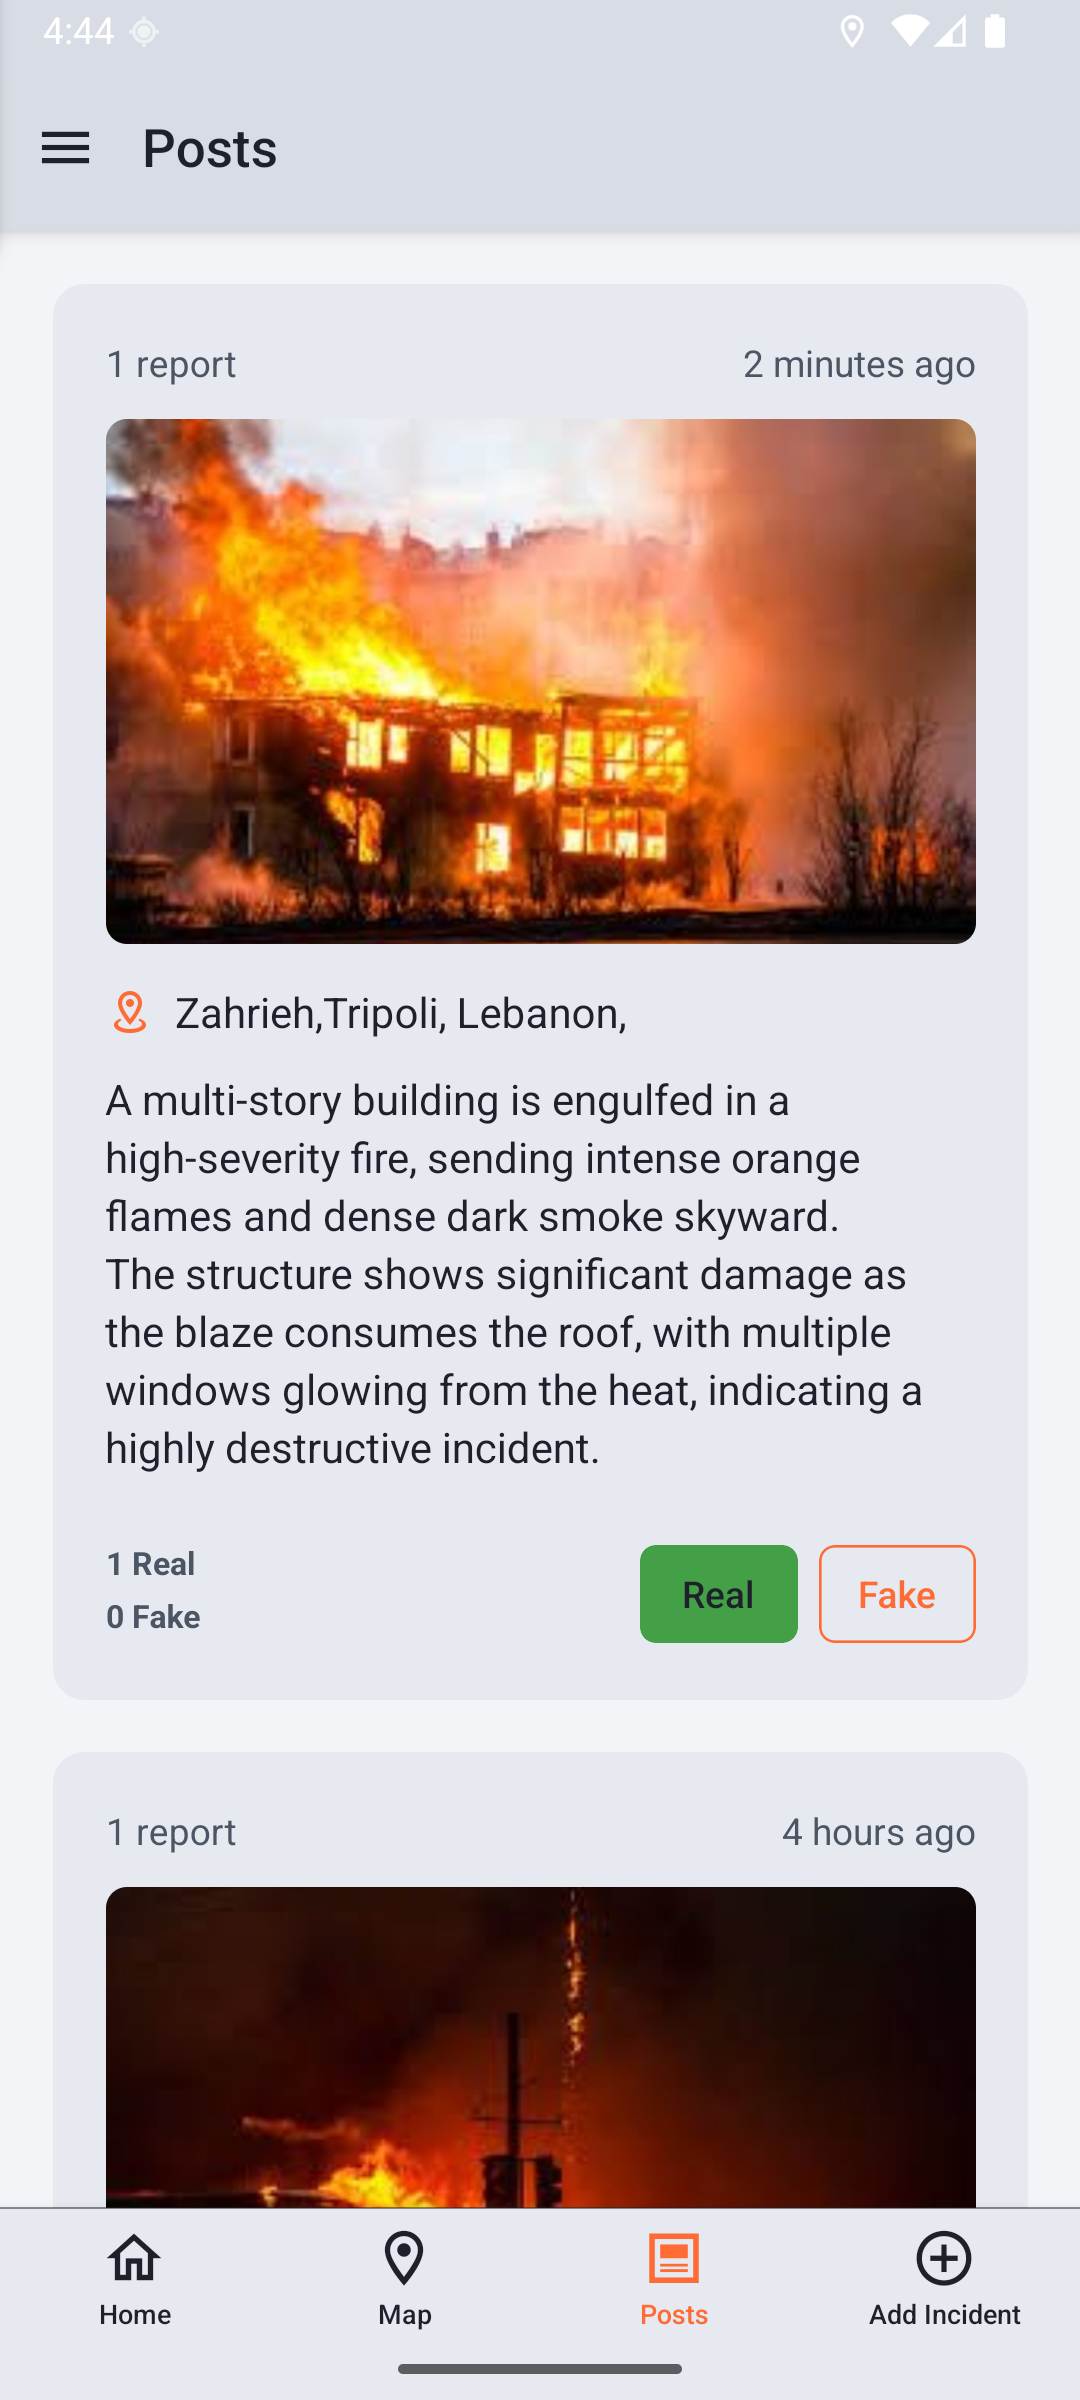 4:44
Posts
1 report
2 minutes ago
Zahrieh,Tripoli, Lebanon,
A multi-story building is engulfed in a
high-severity fire, sending intense orange
flames and dense dark smoke skyward.
The structure shows significant damage as
the blaze consumes the roof, with multiple
windows glowing from the heat, indicating a
highly destructive incident.
1 Real
0 Fake
Real
Fake
1 report
4 hours ago
Home
Map
Posts
Add Incident